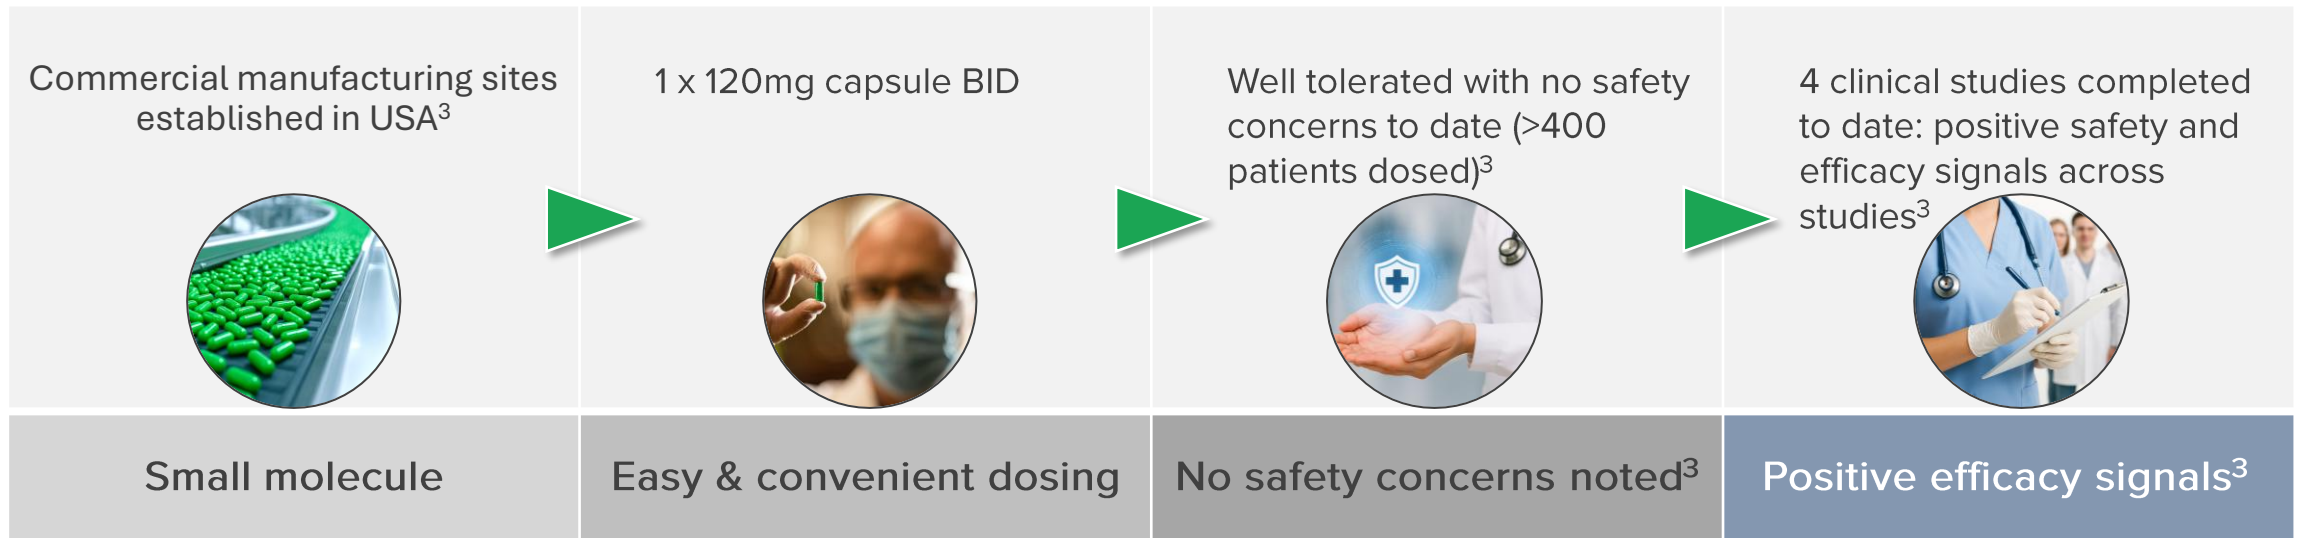 Commercial manufacturing sites
established in USA³
1 x 120mg capsule BID
Well tolerated with no safety
concerns to date (>400
patients dosed)³
4 clinical studies completed
to date: positive safety and
efficacy signals across
studies³
Small molecule
Easy & convenient dosing
No safety concerns noted³
Positive efficacy signals³